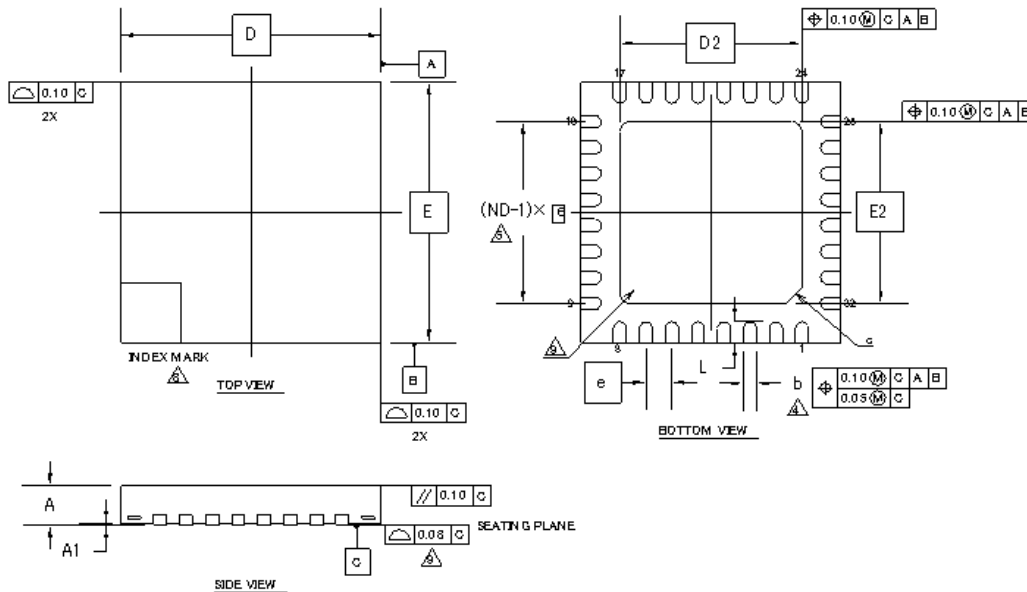 D
A
0.10 C
2X
E
INDEX MARK
8
TOP VIEW
B
0.10 C
2X
D2
0.10 M C A B
17
24
16
25
0.10 M C A B
(ND-1)× e
5
E2
9
32
9
8
1
L
c
e
b
4
0.10 M C A B
0.05 M C
BOTTOM VIEW
A
// 0.10 C
SEATING PLANE
A1
0.08 C
9
C
SIDE VIEW